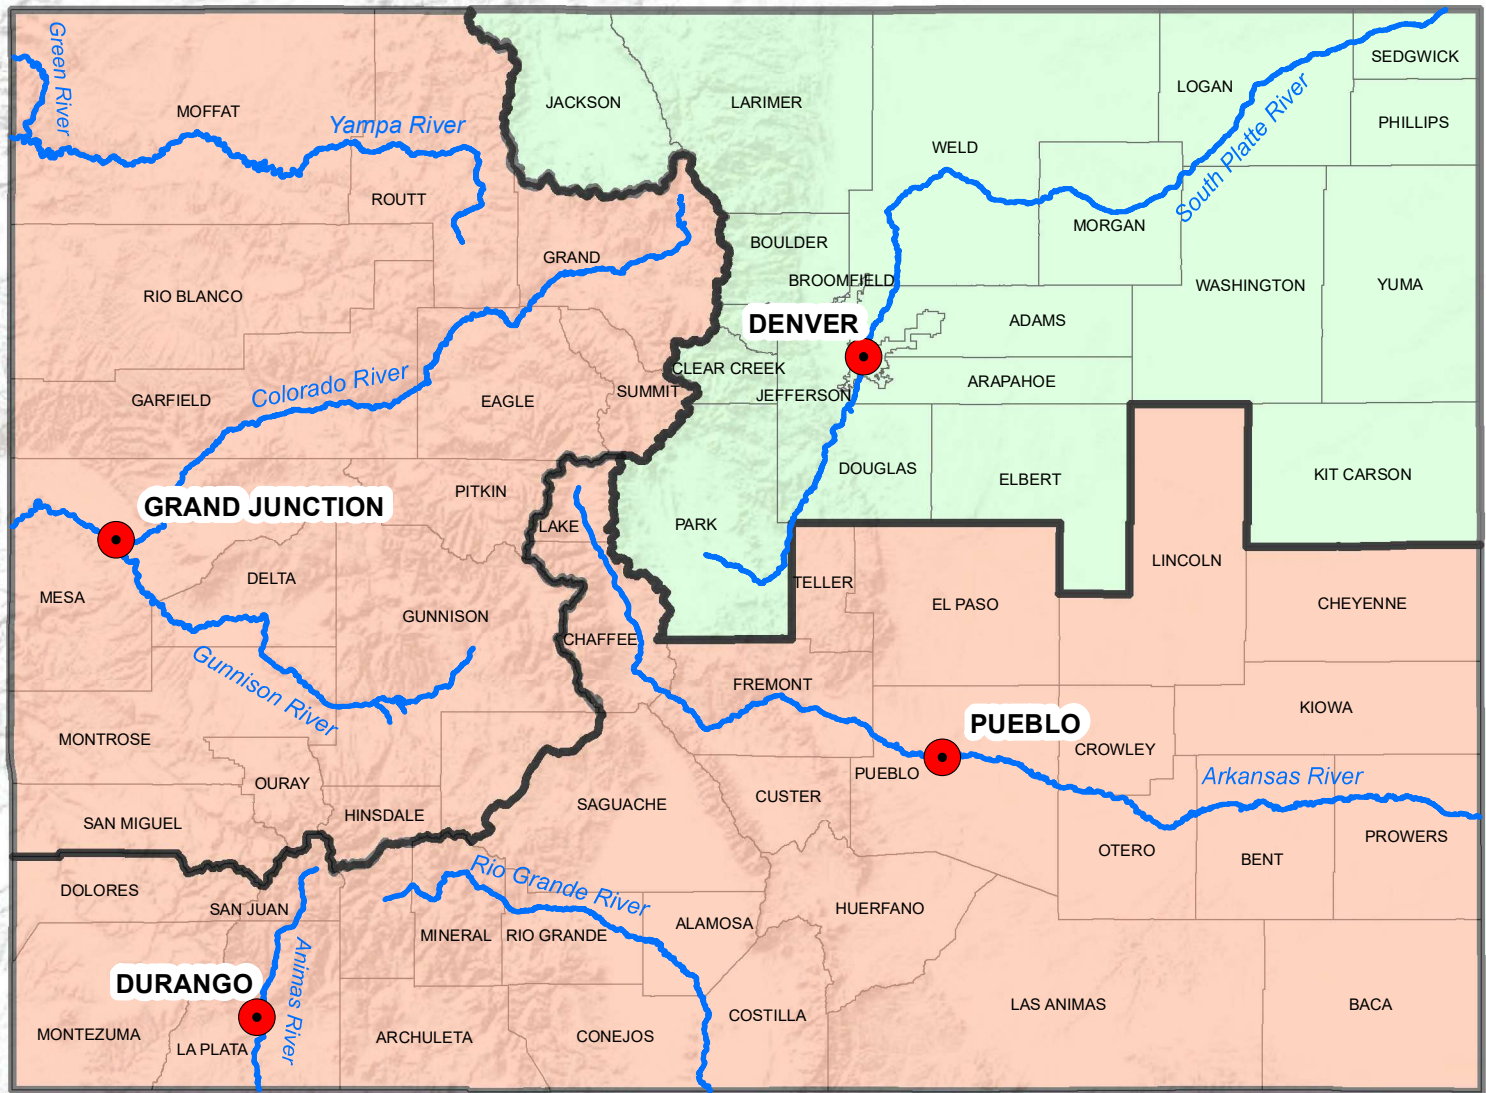 Green River
MOFFAT
Yampa River
ROUTT
JACKSON
LARIMER
WELD
LOGAN
SEDGWICK
PHILLIPS
South Platte River
MORGAN
BOULDER
GRAND
BROOMFIELD
RIO BLANCO
WASHINGTON
YUMA
DENVER
ADAMS
CLEAR CREEK
ARAPAHOE
JEFFERSON
SUMMIT
EAGLE
Colorado River
GARFIELD
DOUGLAS
ELBERT
KIT CARSON
PITKIN
GRAND JUNCTION
LAKE
PARK
LINCOLN
DELTA
TELLER
MESA
EL PASO
CHEYENNE
GUNNISON
CHAFFEE
Gunnison River
FREMONT
KIOWA
PUEBLO
MONTROSE
CROWLEY
PUEBLO
Arkansas River
OURAY
CUSTER
SAGUACHE
HINSDALE
SAN MIGUEL
PROWERS
OTERO
BENT
DOLORES
Rio Grande River
SAN JUAN
HUERFANO
ALAMOSA
MINERAL
RIO GRANDE
Animas River
DURANGO
LAS ANIMAS
BACA
COSTILLA
MONTEZUMA
LA PLATA
ARCHULETA
CONEJOS